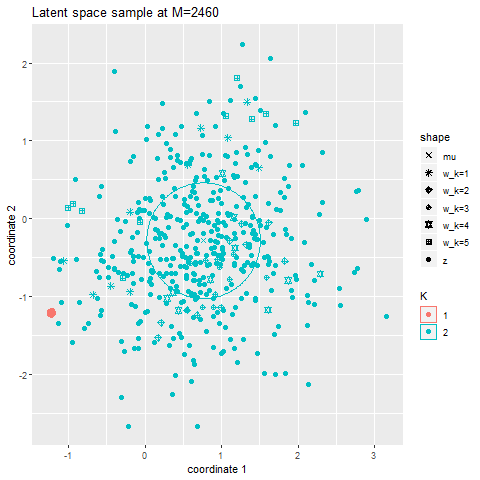 Latent space sample at M=2460
2
1
0
-1
-2
coordinate 2
-1
0
1
2
3
coordinate 1
shape
mu
w_k=1
w_k=2
w_k=3
w_k=4
w_k=5
z
K
1
2